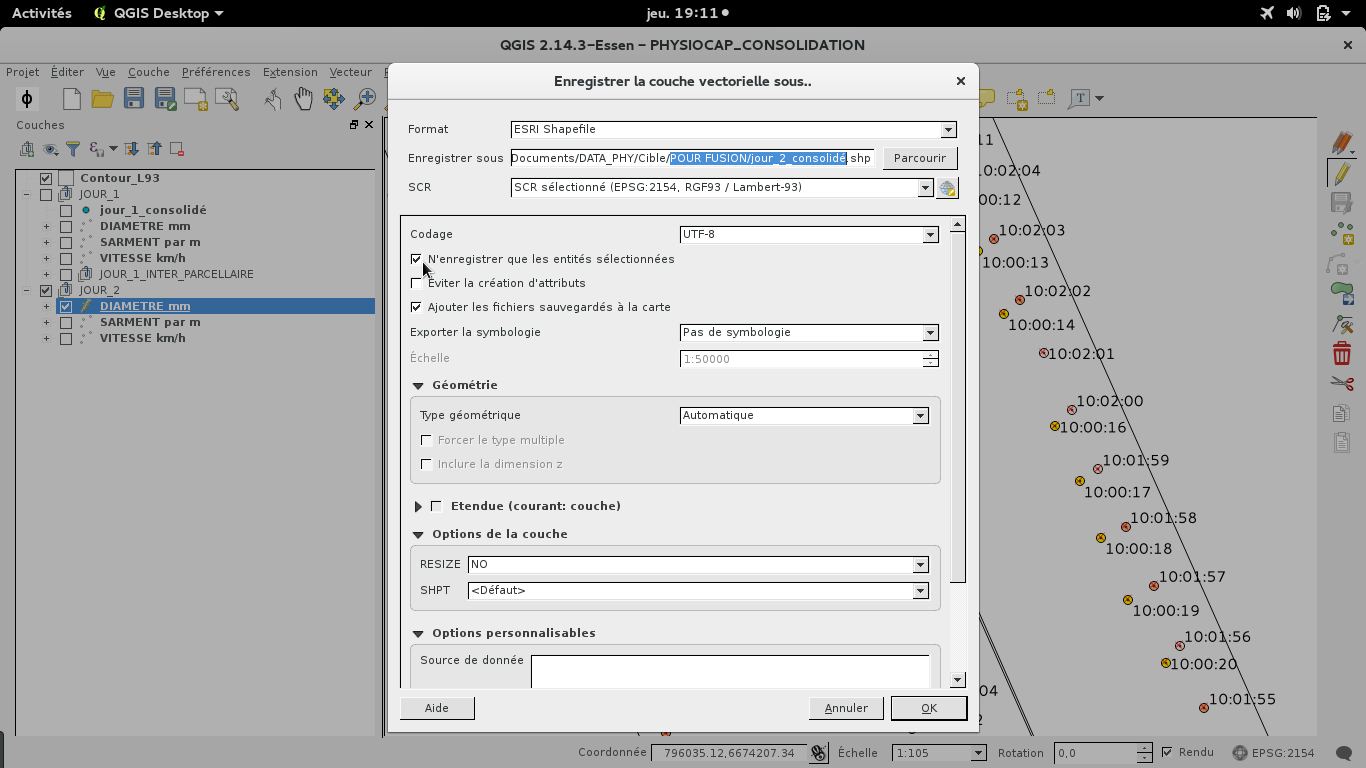 Activités QGIS Desktop jeu. 19:11
QGIS 2.14.3-Essen - PHYSIOCAP_CONSOLIDATION
Projet Éditer Vue Couche Préférences Extension Vecteur
Couches
Contour_L93
JOUR_1
jour_1_consolidé
DIAMETRE mm
SARMENT par m
VITESSE km/h
JOUR_1_INTER_PARCELLAIRE
JOUR_2
DIAMETRE mm
SARMENT par m
VITESSE km/h
Enregistrer la couche vectorielle sous..
Format ESRI Shapefile
Enregistrer sous Documents/DATA_PHY/Cible/POUR FUSION/jour_2_consolidé.shp Parcourir
SCR SCR sélectionné (EPSG:2154, RGF93 / Lambert-93)
Codage UTF-8
N'enregistrer que les entités sélectionnées
Éviter la création d'attributs
Ajouter les fichiers sauvegardés à la carte
Exporter la symbologie Pas de symbologie
Échelle 1:50000
Géométrie
Type géométrique Automatique
Forcer le type multiple
Inclure la dimension z
Etendue (courant: couche)
Options de la couche
RESIZE NO
SHPT <Défaut>
Options personnalisables
Source de donnée
Aide Annuler OK
T
11
02:04
00:12
10:02:03
10:00:13
10:02:02
10:00:14
10:02:01
10:02:00
10:00:16
10:01:59
10:00:17
10:01:58
10:00:18
10:01:57
10:00:19
10:01:56
10:00:20
04
10:01:55
2
Coordonnée 796035.12,6674207.34 Échelle 1:105 Rotation 0,0 Rendu EPSG:2154